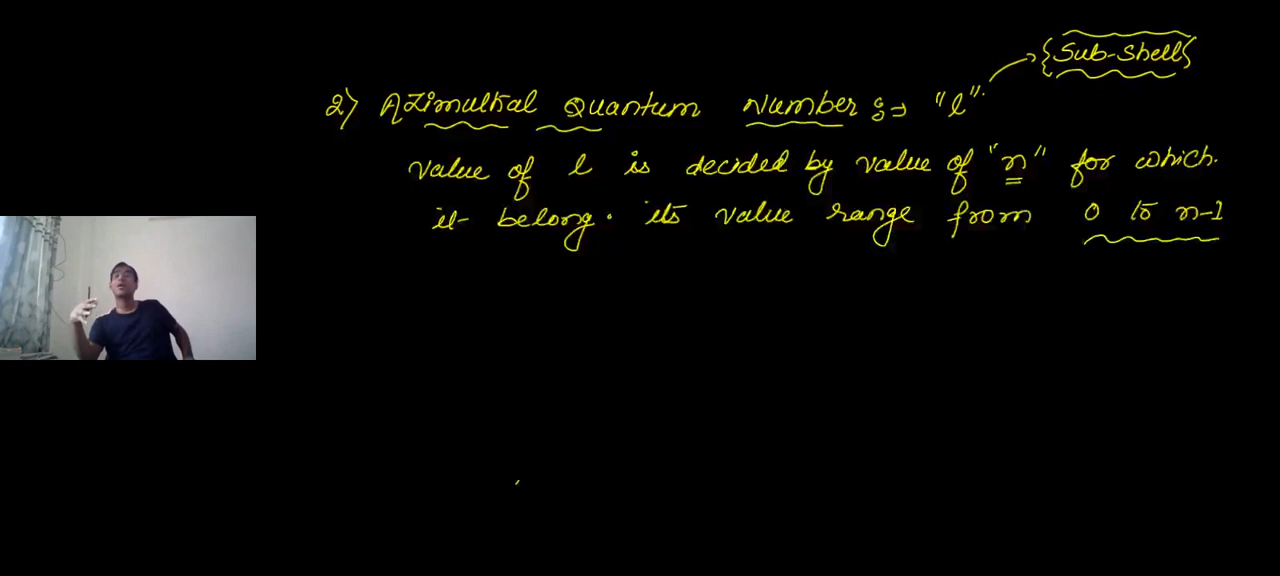 {Sub-Shell}
2) Azimuthal Quantum Number :→ "l".
value of l is decided by value of "n" for which.
it belong. its value range from 0 to n-1